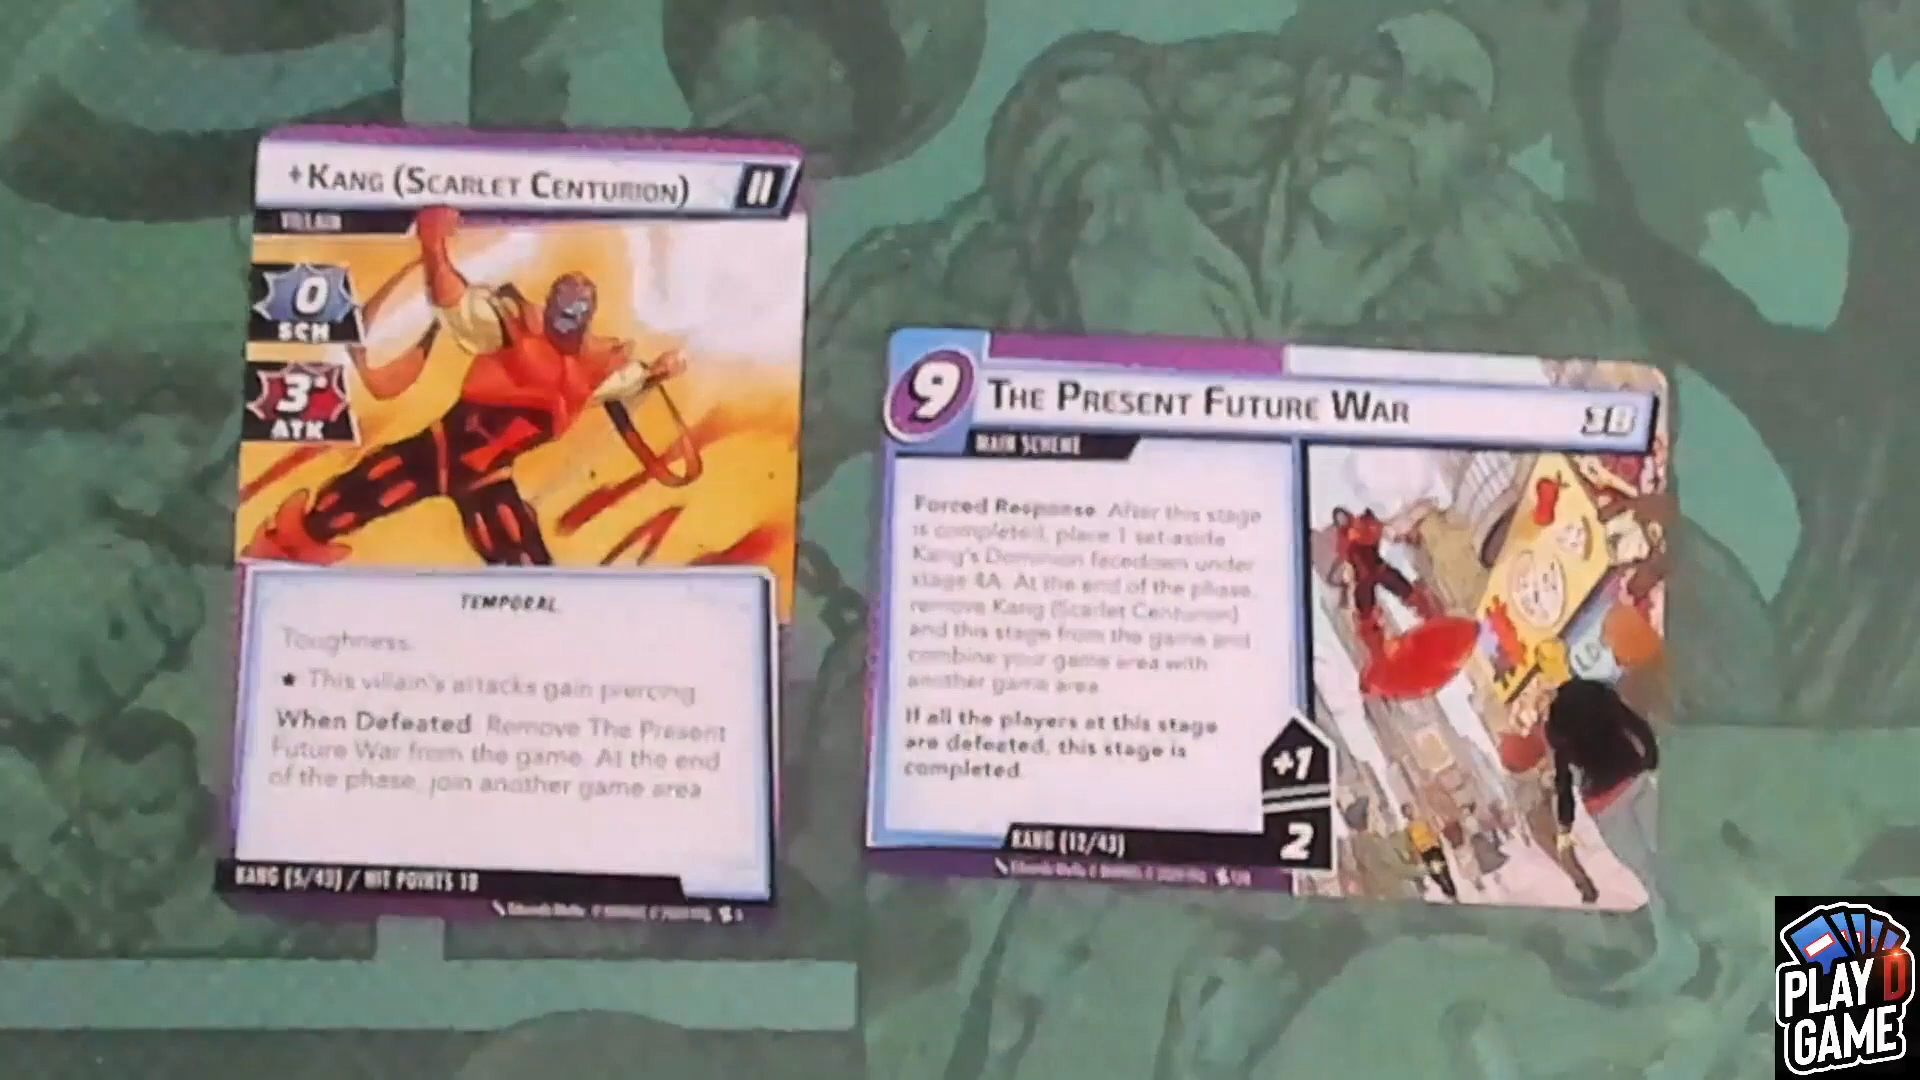 +Kang (Scarlet Centurion) II
VILLAIN
0
SCH
3*
ATK
TEMPORAL.
Toughness.
★ This villain's attacks gain piercing.
When Defeated: Remove The Present
Future War from the game. At the end
of the phase, join another game area.
KANG (5/43) / HIT POINTS 18
9 The Present Future War 3B
MAIN SCHEME
Forced Response: After this stage
is completed, place 1 set-aside
Kang's Dominion facedown under
stage 4A. At the end of the phase,
remove Kang (Scarlet Centurion)
and this stage from the game and
combine your game area with
another game area.
If all the players at this stage
are defeated, this stage is
completed.
+1
2
KANG (12/43)
PLAY D
GAME